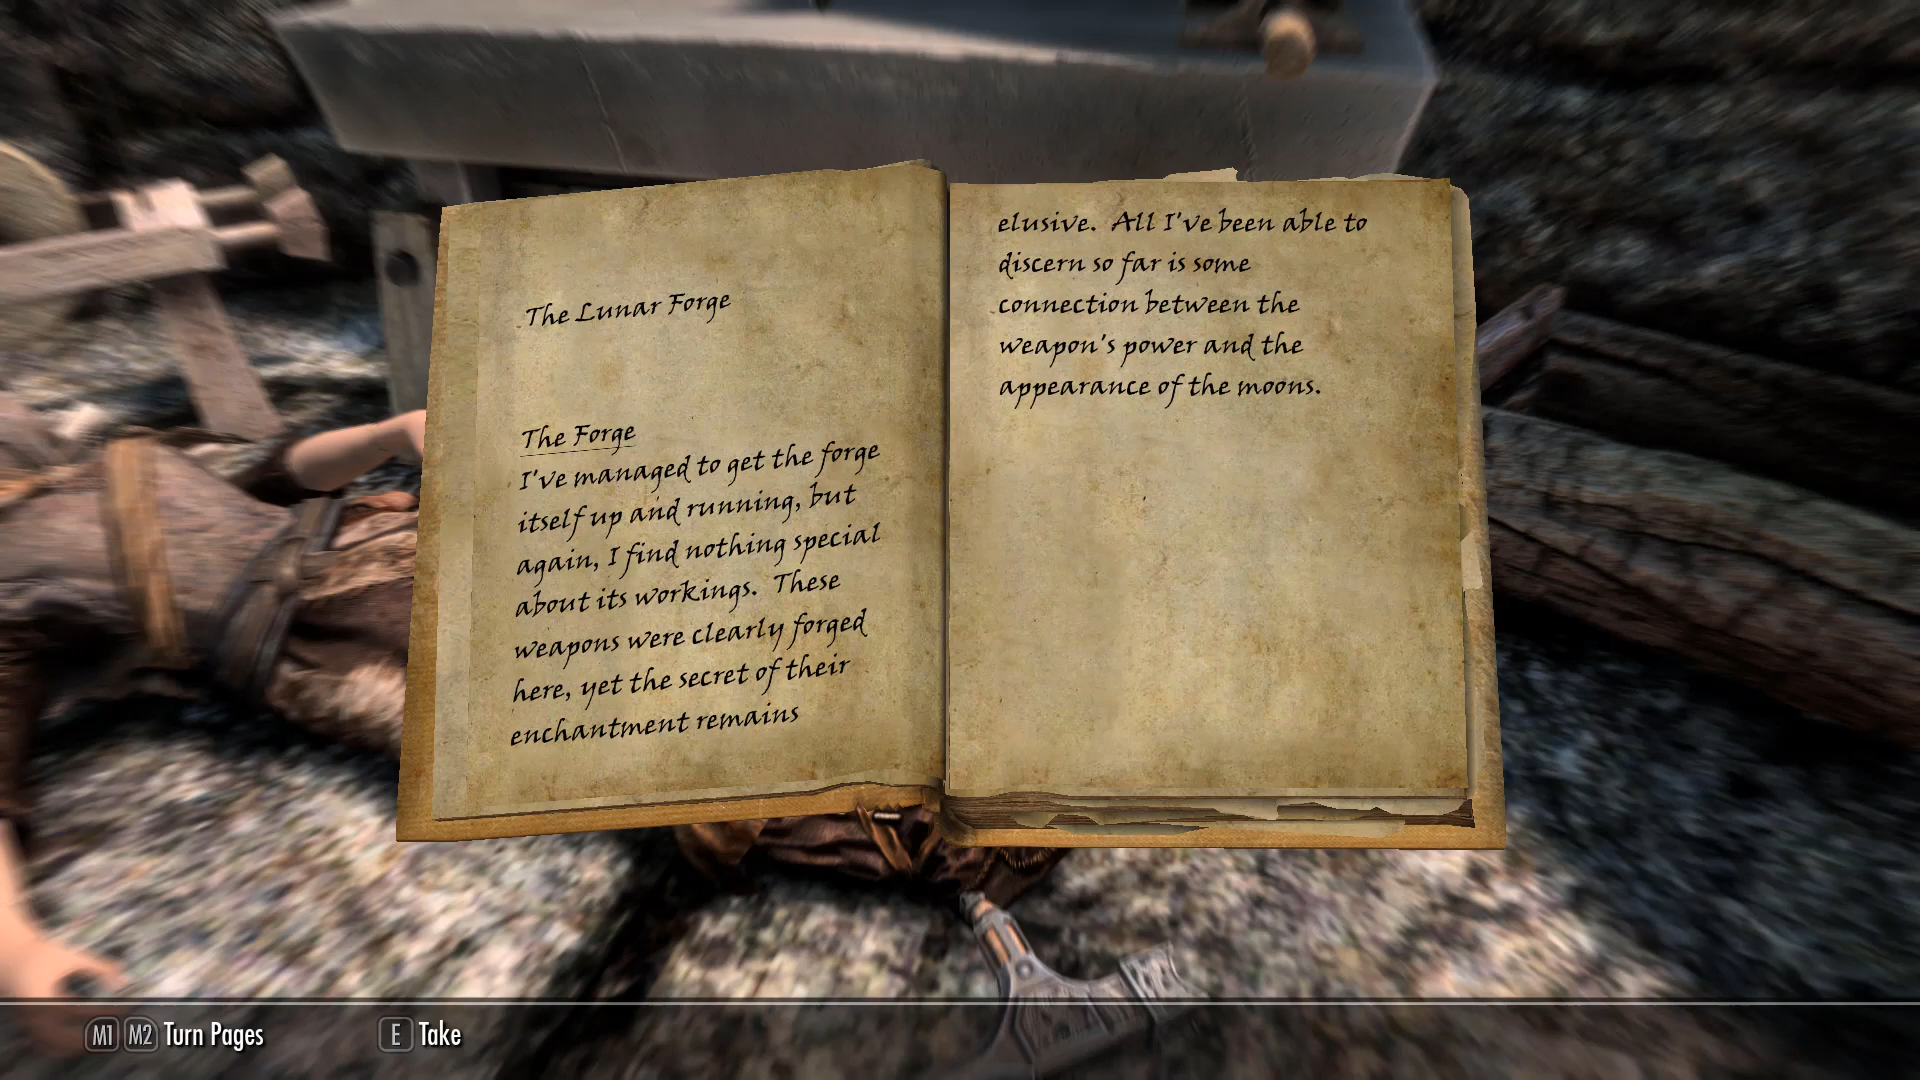 The Lunar Forge
The Forge
I've managed to get the forge
itself up and running, but
again, I find nothing special
about its workings.  These
weapons were clearly forged
here, yet the secret of their
enchantment remains
elusive.  All I've been able to
discern so far is some
connection between the
weapon's power and the
appearance of the moons.
M1 M2 Turn Pages
E Take